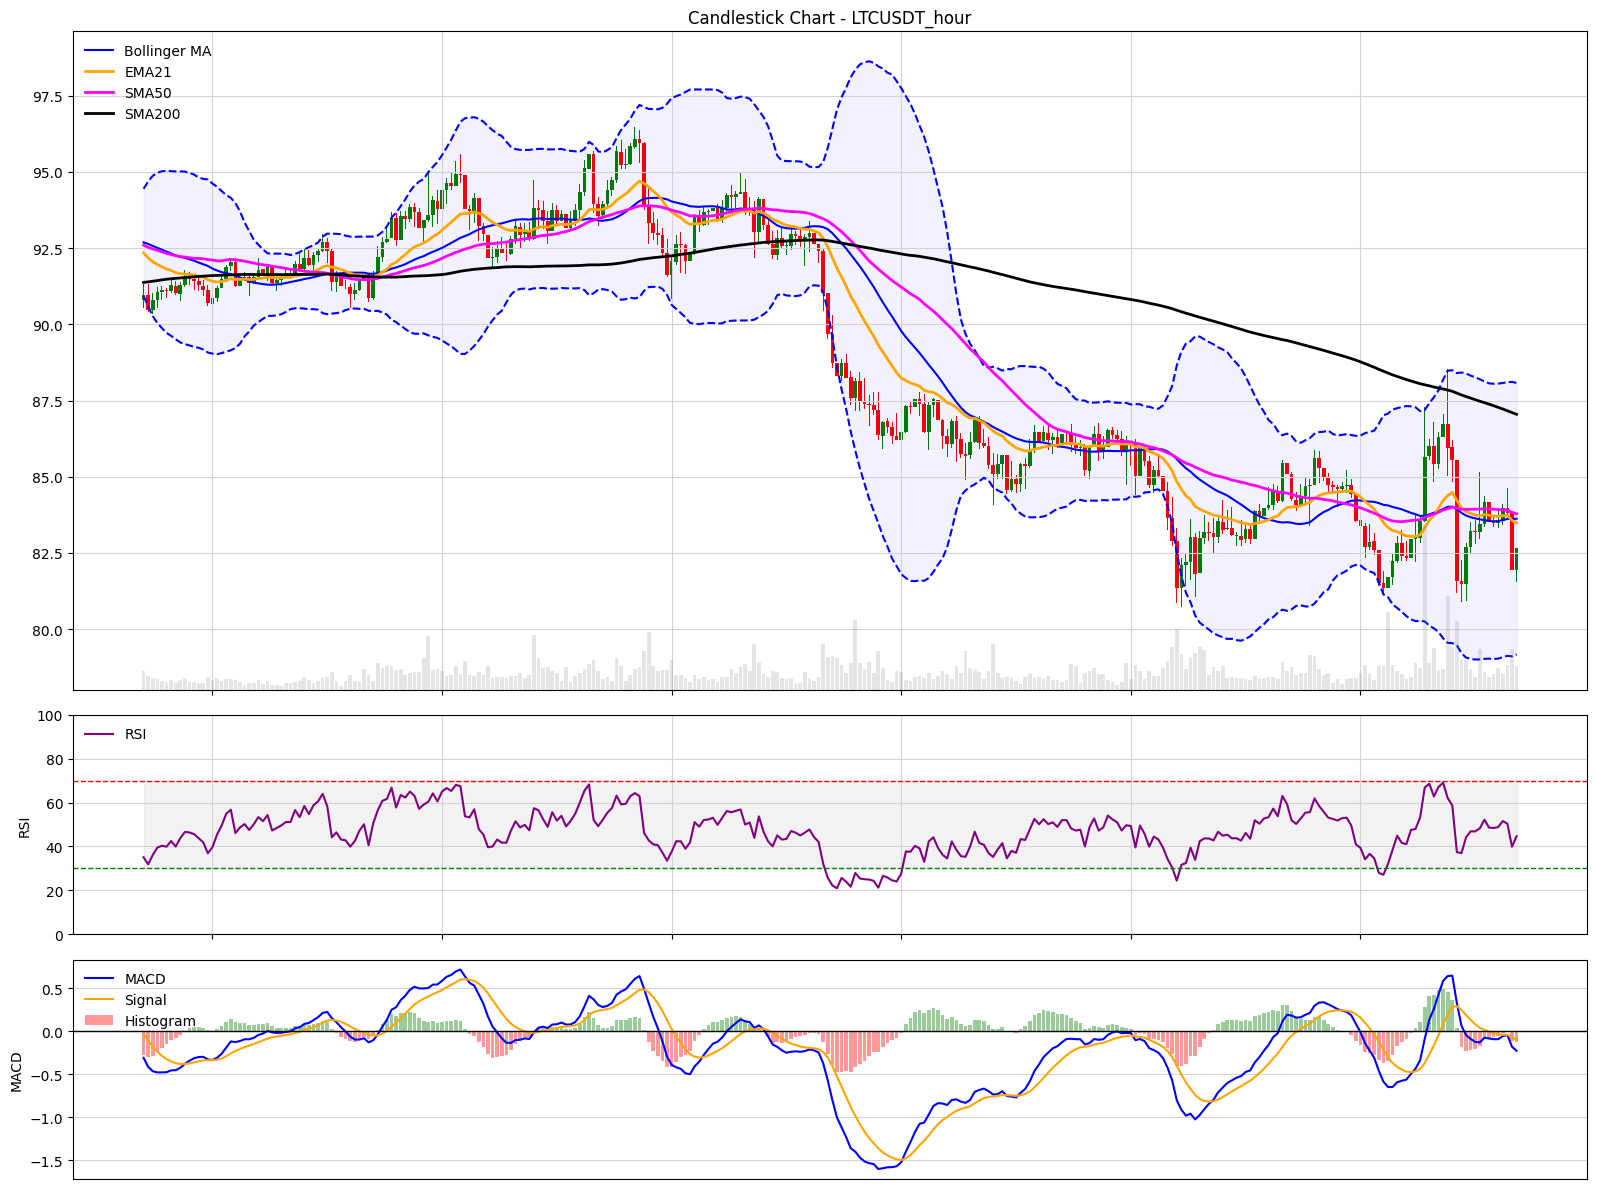 Candlestick Chart - LTCUSDT_hour
Bollinger MA
EMA21
SMA50
SMA200
97.5
95.0
92.5
90.0
87.5
85.0
82.5
80.0
RSI
100
80
60
40
20
0
RSI
MACD
Signal
Histogram
0.5
0.0
−0.5
−1.0
−1.5
MACD